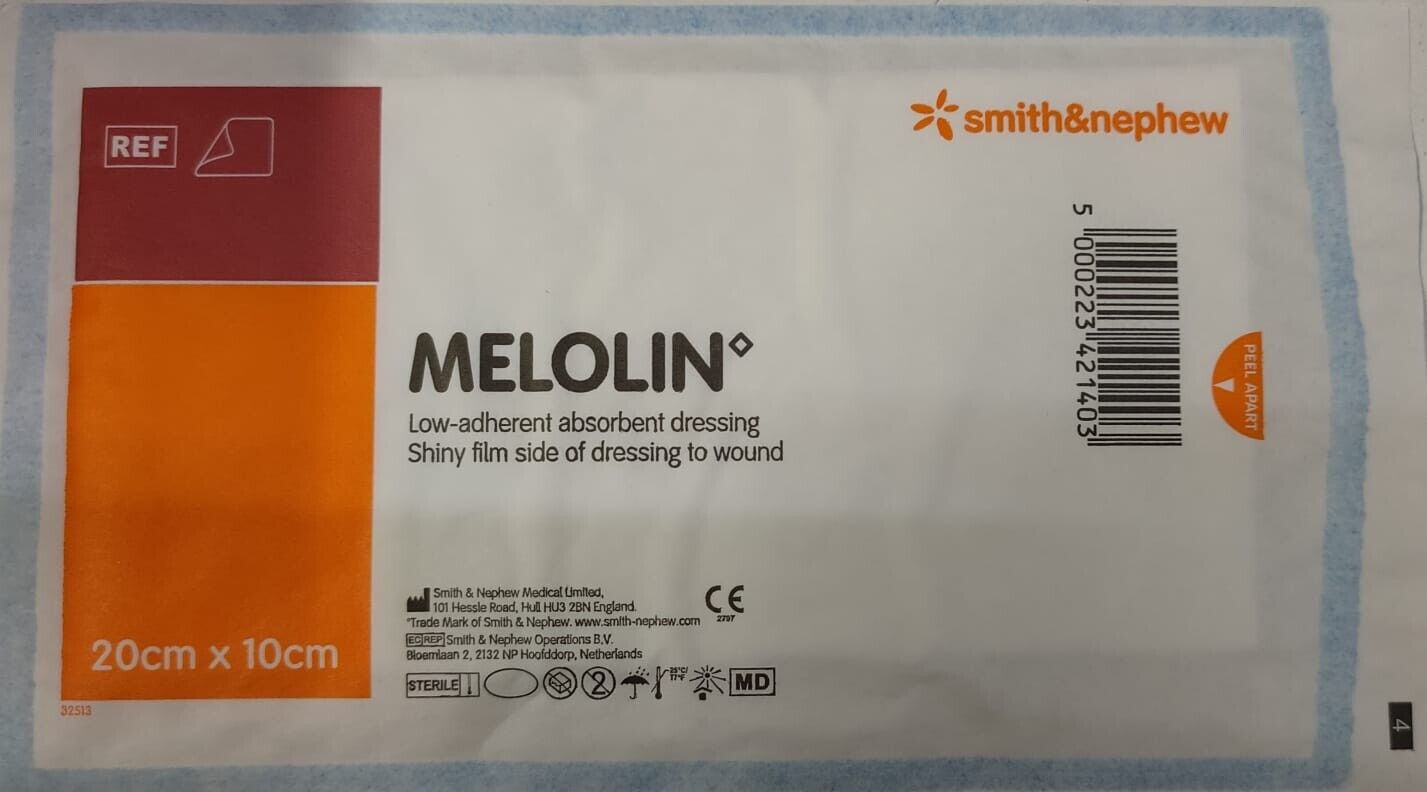 REF
smith&nephew
5 000223 421403
PEEL APART
MELOLIN◊
Low-adherent absorbent dressing
Shiny film side of dressing to wound
20cm x 10cm
32513
Smith & Nephew Medical Limited,
101 Hessle Road, Hull HU3 2BN England.
CE
2797
◊Trade Mark of Smith & Nephew. www.smith-nephew.com
EC REP Smith & Nephew Operations B.V.
Bloemlaan 2, 2132 NP Hoofddorp, Netherlands
STERILE 2 25°C/ 77°F MD
4